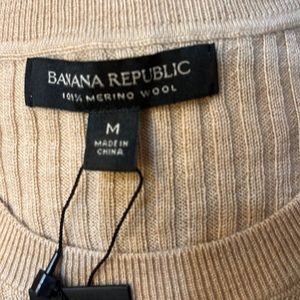 BANANA REPUBLIC
100% MERINO WOOL
M
MADE IN
CHINA